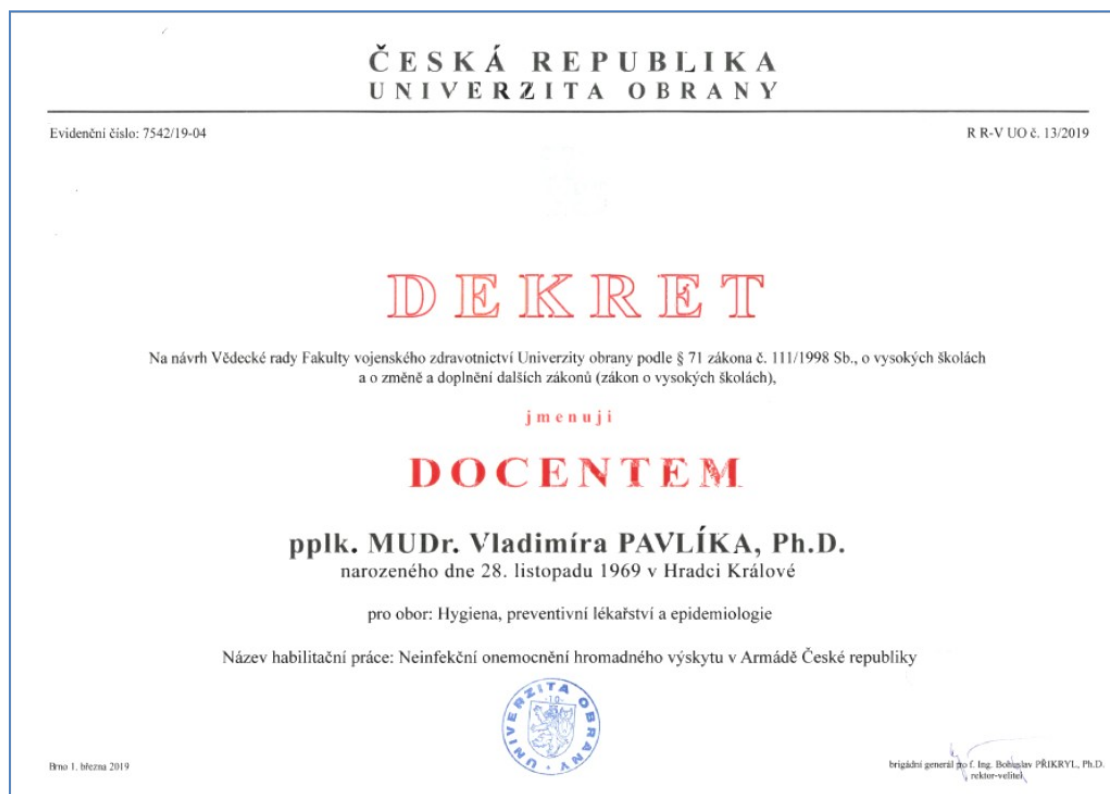 ČESKÁ REPUBLIKA
UNIVERZITA OBRANY
Evidenční číslo: 7542/19-04
R R-V UO č. 13/2019
DEKRET
Na návrh Vědecké rady Fakulty vojenského zdravotnictví Univerzity obrany podle § 71 zákona č. 111/1998 Sb., o vysokých školách
a o změně a doplnění dalších zákonů (zákon o vysokých školách),
jmenuji
DOCENTEM
pplk. MUDr. Vladimíra PAVLÍKA, Ph.D.
narozeného dne 28. listopadu 1969 v Hradci Králové
pro obor: Hygiena, preventivní lékařství a epidemiologie
Název habilitační práce: Neinfekční onemocnění hromadného výskytu v Armádě České republiky
UNIVERZITA OBRANY
-10-
Brno 1. března 2019
brigádní generál prof. Ing. Bohuslav PŘIKRYL, Ph.D.
rektor-velitel